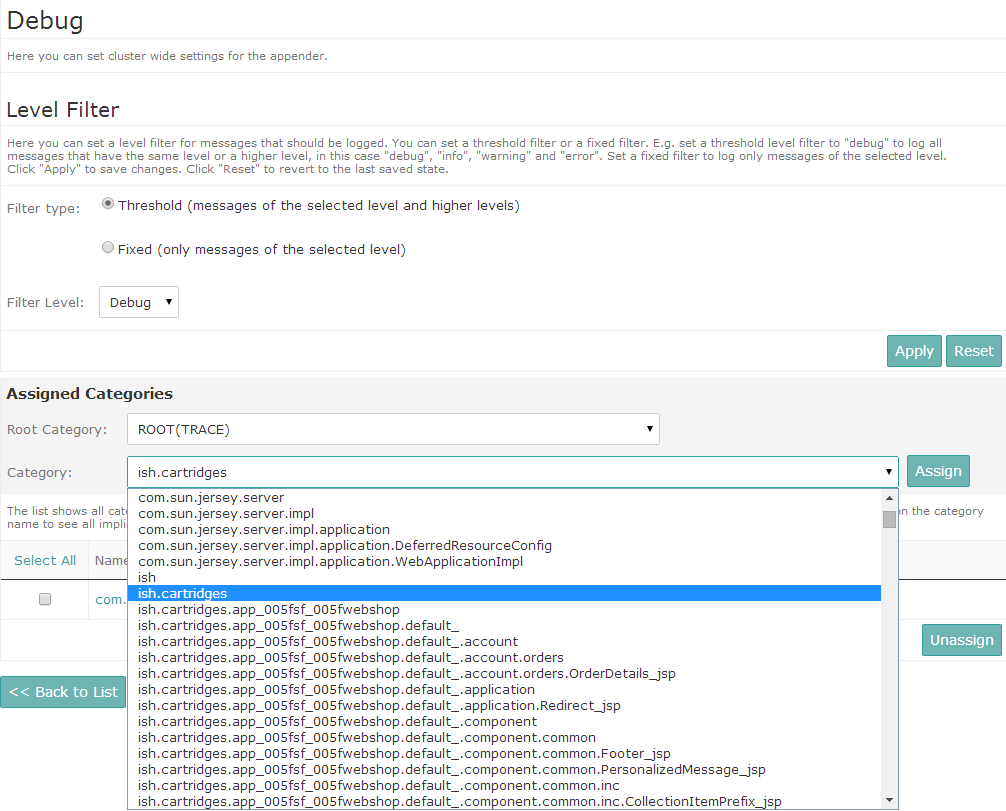 Debug
Here you can set cluster wide settings for the appender.
Level Filter
Here you can set a level filter for messages that should be logged. You can set a threshold filter or a fixed filter. E.g. set a threshold level filter to "debug" to log all
messages that have the same level or a higher level, in this case "debug", "info", "warning" and "error". Set a fixed filter to log only messages of the selected level.
Click "Apply" to save changes. Click "Reset" to revert to the last saved state.
Filter type: Threshold (messages of the selected level and higher levels)
Fixed (only messages of the selected level)
Filter Level: Debug
Apply Reset
Assigned Categories
Root Category: ROOT(TRACE)
Category: ish.cartridges Assign
The list shows all cate on the category
name to see all implic
Select All Name
com.
Unassign
<< Back to List
com.sun.jersey.server
com.sun.jersey.server.impl
com.sun.jersey.server.impl.application
com.sun.jersey.server.impl.application.DeferredResourceConfig
com.sun.jersey.server.impl.application.WebApplicationImpl
ish
ish.cartridges
ish.cartridges.app_005fsf_005fwebshop
ish.cartridges.app_005fsf_005fwebshop.default_
ish.cartridges.app_005fsf_005fwebshop.default_.account
ish.cartridges.app_005fsf_005fwebshop.default_.account.orders
ish.cartridges.app_005fsf_005fwebshop.default_.account.orders.OrderDetails_jsp
ish.cartridges.app_005fsf_005fwebshop.default_.application
ish.cartridges.app_005fsf_005fwebshop.default_.application.Redirect_jsp
ish.cartridges.app_005fsf_005fwebshop.default_.component
ish.cartridges.app_005fsf_005fwebshop.default_.component.common
ish.cartridges.app_005fsf_005fwebshop.default_.component.common.Footer_jsp
ish.cartridges.app_005fsf_005fwebshop.default_.component.common.PersonalizedMessage_jsp
ish.cartridges.app_005fsf_005fwebshop.default_.component.common.inc
ish.cartridges.app_005fsf_005fwebshop.default_.component.common.inc.CollectionItemPrefix_jsp